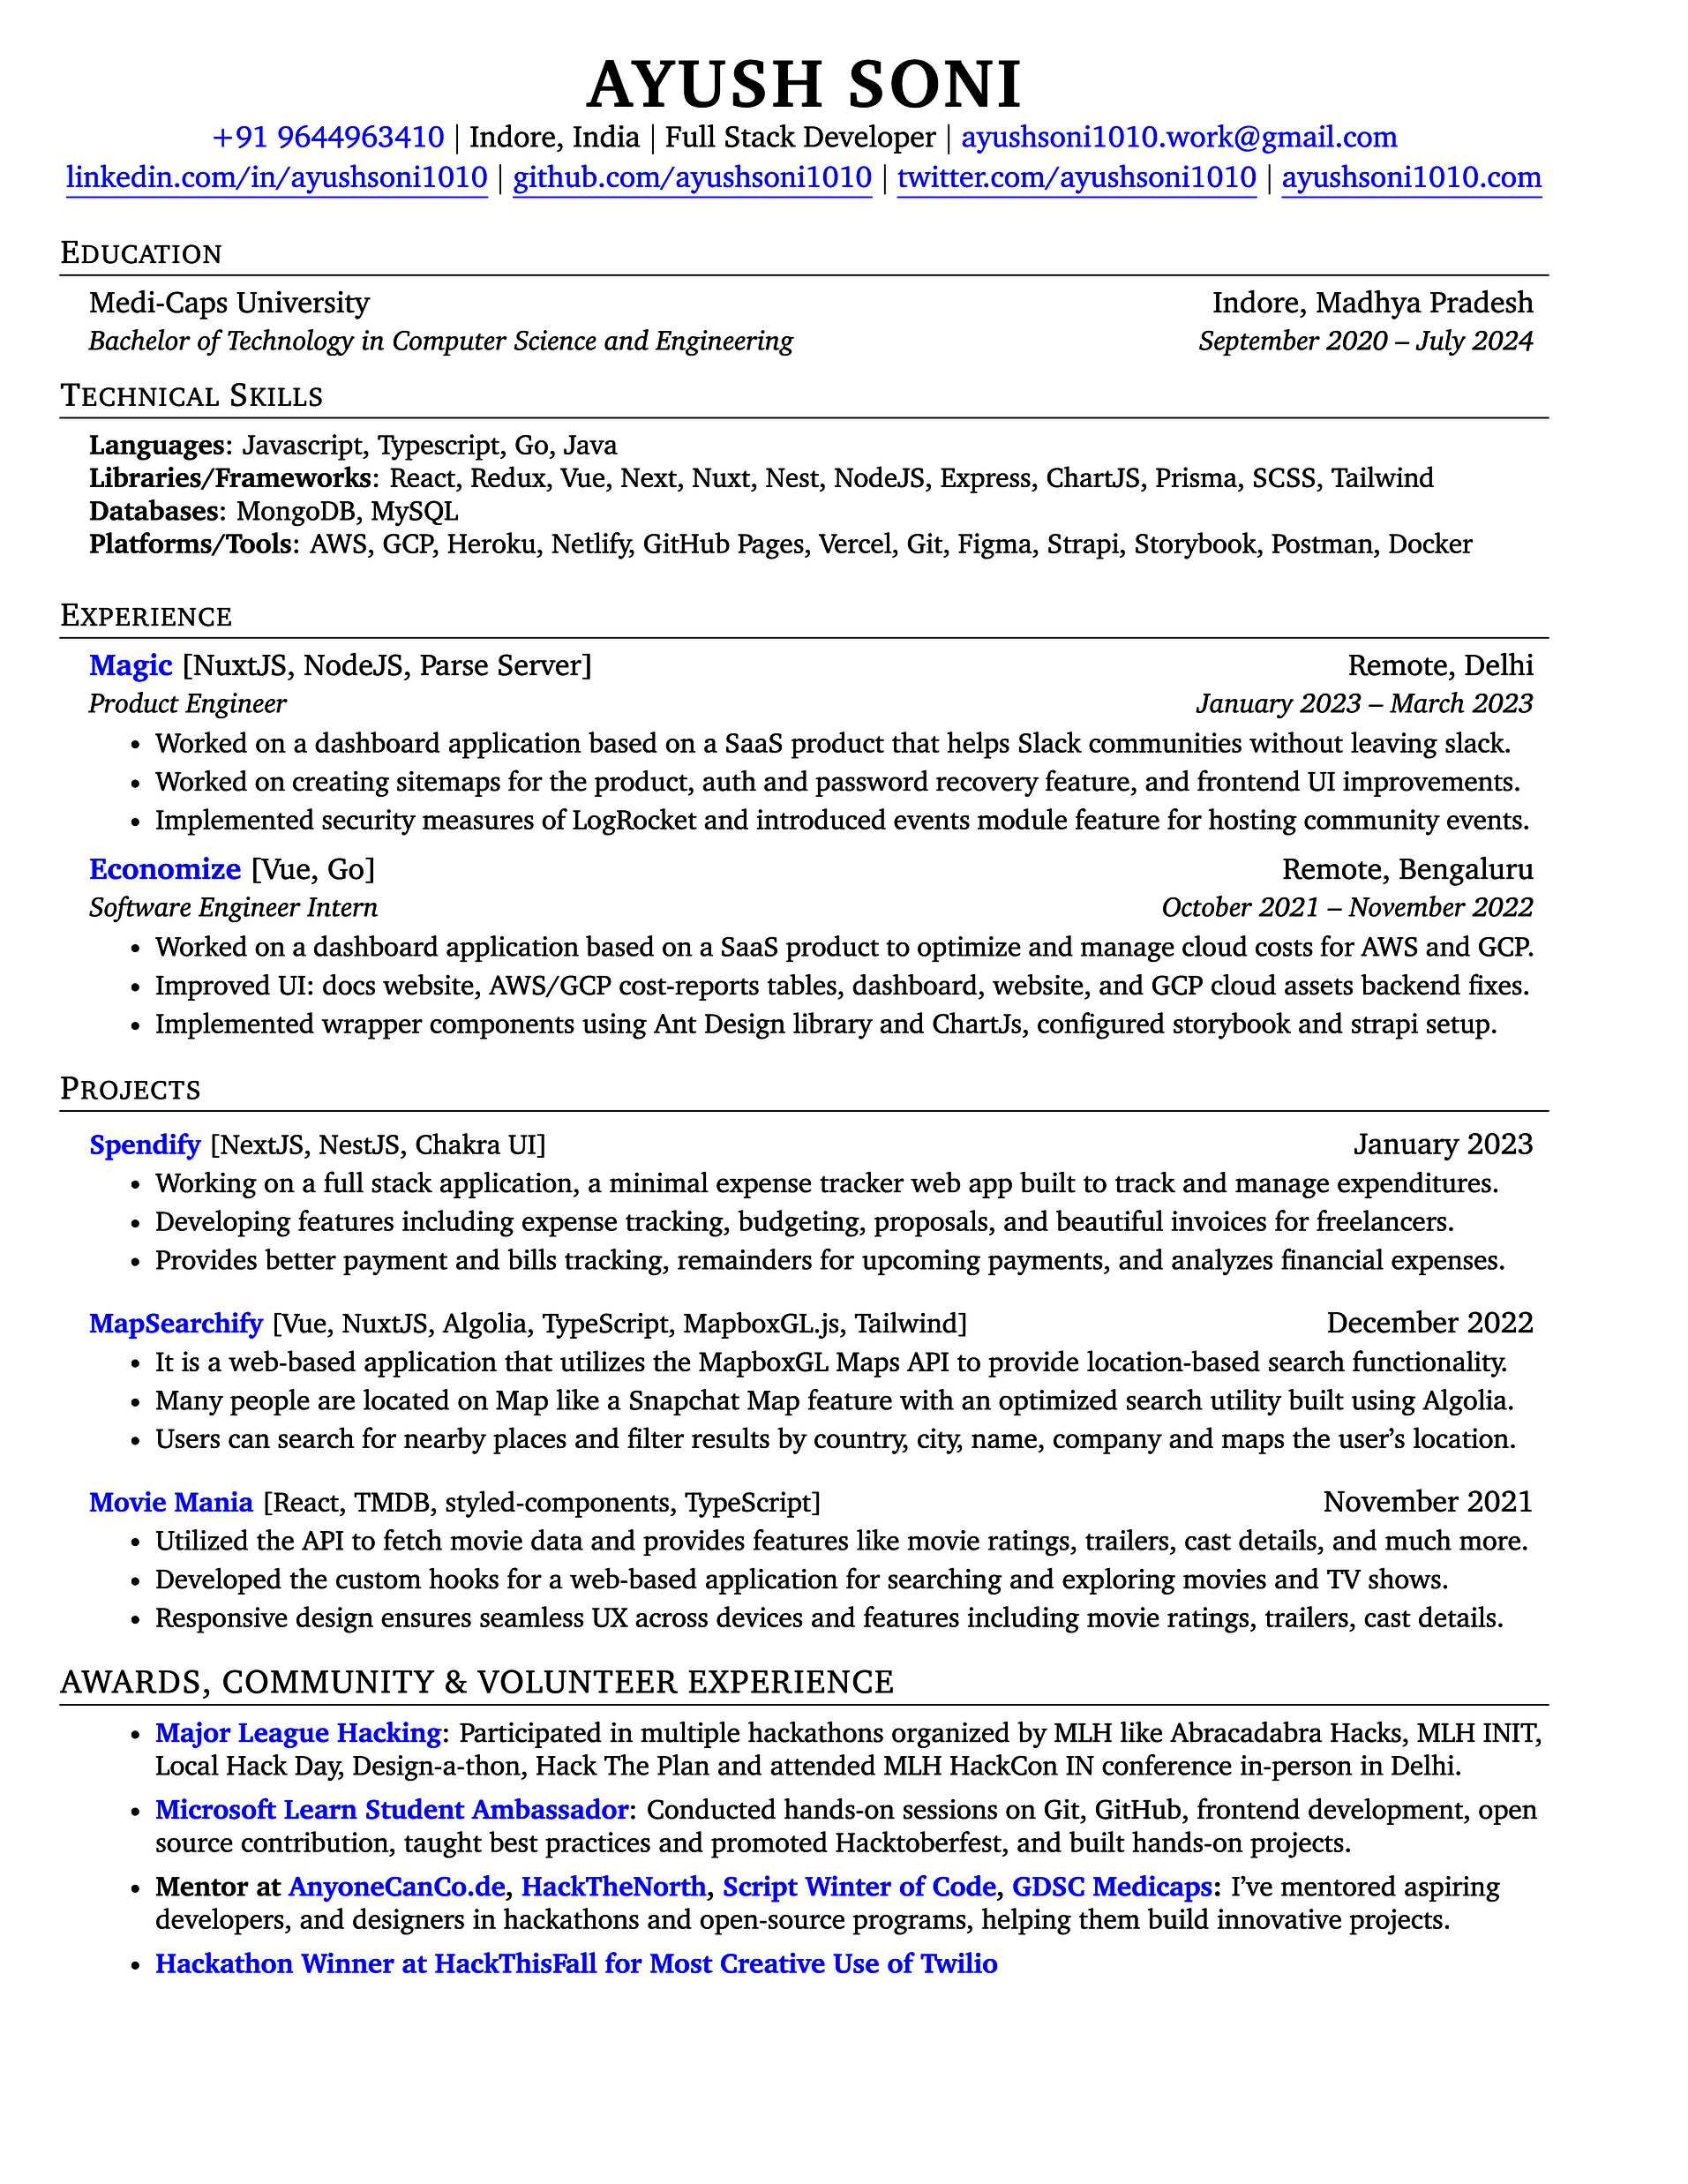 AYUSH SONI
+91 9644963410 | Indore, India | Full Stack Developer | ayushsoni1010.work@gmail.com
linkedin.com/in/ayushsoni1010 | github.com/ayushsoni1010 | twitter.com/ayushsoni1010 | ayushsoni1010.com
EDUCATION
Medi-Caps University Indore, Madhya Pradesh
Bachelor of Technology in Computer Science and Engineering September 2020 – July 2024
TECHNICAL SKILLS
Languages: Javascript, Typescript, Go, Java
Libraries/Frameworks: React, Redux, Vue, Next, Nuxt, Nest, NodeJS, Express, ChartJS, Prisma, SCSS, Tailwind
Databases: MongoDB, MySQL
Platforms/Tools: AWS, GCP, Heroku, Netlify, GitHub Pages, Vercel, Git, Figma, Strapi, Storybook, Postman, Docker
EXPERIENCE
Magic [NuxtJS, NodeJS, Parse Server] Remote, Delhi
Product Engineer January 2023 – March 2023
• Worked on a dashboard application based on a SaaS product that helps Slack communities without leaving slack.
• Worked on creating sitemaps for the product, auth and password recovery feature, and frontend UI improvements.
• Implemented security measures of LogRocket and introduced events module feature for hosting community events.
Economize [Vue, Go] Remote, Bengaluru
Software Engineer Intern October 2021 – November 2022
• Worked on a dashboard application based on a SaaS product to optimize and manage cloud costs for AWS and GCP.
• Improved UI: docs website, AWS/GCP cost-reports tables, dashboard, website, and GCP cloud assets backend fixes.
• Implemented wrapper components using Ant Design library and ChartJs, configured storybook and strapi setup.
PROJECTS
Spendify [NextJS, NestJS, Chakra UI] January 2023
• Working on a full stack application, a minimal expense tracker web app built to track and manage expenditures.
• Developing features including expense tracking, budgeting, proposals, and beautiful invoices for freelancers.
• Provides better payment and bills tracking, remainders for upcoming payments, and analyzes financial expenses.
MapSearchify [Vue, NuxtJS, Algolia, TypeScript, MapboxGL.js, Tailwind] December 2022
• It is a web-based application that utilizes the MapboxGL Maps API to provide location-based search functionality.
• Many people are located on Map like a Snapchat Map feature with an optimized search utility built using Algolia.
• Users can search for nearby places and filter results by country, city, name, company and maps the user’s location.
Movie Mania [React, TMDB, styled-components, TypeScript] November 2021
• Utilized the API to fetch movie data and provides features like movie ratings, trailers, cast details, and much more.
• Developed the custom hooks for a web-based application for searching and exploring movies and TV shows.
• Responsive design ensures seamless UX across devices and features including movie ratings, trailers, cast details.
AWARDS, COMMUNITY & VOLUNTEER EXPERIENCE
• Major League Hacking: Participated in multiple hackathons organized by MLH like Abracadabra Hacks, MLH INIT,
Local Hack Day, Design-a-thon, Hack The Plan and attended MLH HackCon IN conference in-person in Delhi.
• Microsoft Learn Student Ambassador: Conducted hands-on sessions on Git, GitHub, frontend development, open
source contribution, taught best practices and promoted Hacktoberfest, and built hands-on projects.
• Mentor at AnyoneCanCo.de, HackTheNorth, Script Winter of Code, GDSC Medicaps: I’ve mentored aspiring
developers, and designers in hackathons and open-source programs, helping them build innovative projects.
• Hackathon Winner at HackThisFall for Most Creative Use of Twilio